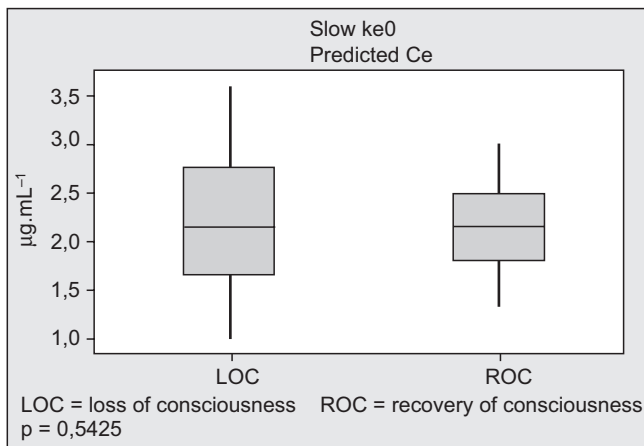 Slow ke0
Predicted Ce
3,5
3,0
2,5
2,0
1,5
1,0
µg.mL⁻¹
LOC
ROC
LOC = loss of consciousness ROC = recovery of consciousness
p = 0,5425